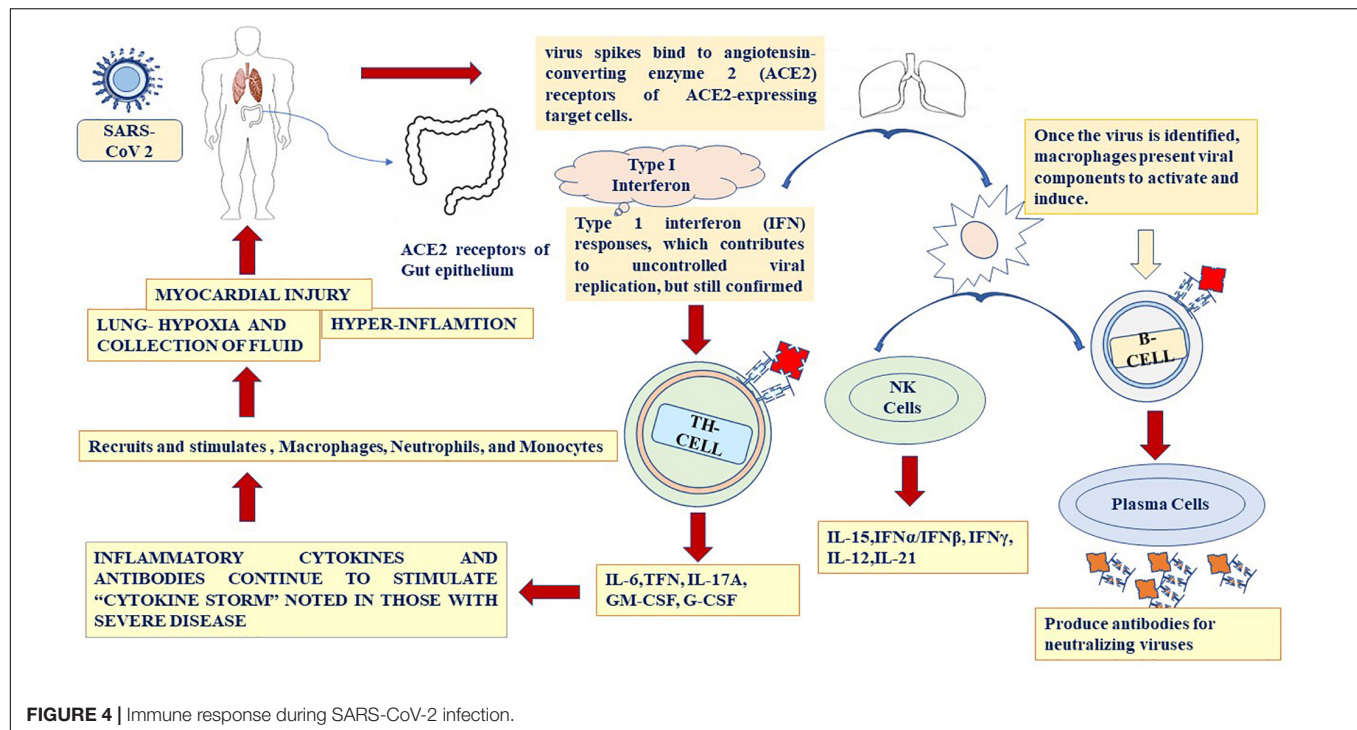 SARS-
CoV 2
virus spikes bind to angiotensin-
converting enzyme 2 (ACE2)
receptors of ACE2-expressing
target cells.
Once the virus is identified,
macrophages present viral
components to activate and
induce.
Type I
Interferon
Type 1 interferon (IFN)
responses, which contributes
to uncontrolled viral
replication, but still confirmed
ACE2 receptors of
Gut epithelium
MYOCARDIAL INJURY
LUNG- HYPOXIA AND
COLLECTION OF FLUID
HYPER-INFLAMTION
B-
CELL
NK
Cells
TH-
CELL
Recruits and stimulates , Macrophages, Neutrophils, and Monocytes
Plasma Cells
IL-15,IFNα/IFNβ, IFNγ,
IL-12,IL-21
INFLAMMATORY CYTOKINES AND
ANTIBODIES CONTINUE TO STIMULATE
“CYTOKINE STORM” NOTED IN THOSE WITH
SEVERE DISEASE
IL-6,TFN, IL-17A,
GM-CSF, G-CSF
Produce antibodies for
neutralizing viruses
FIGURE 4 | Immune response during SARS-CoV-2 infection.